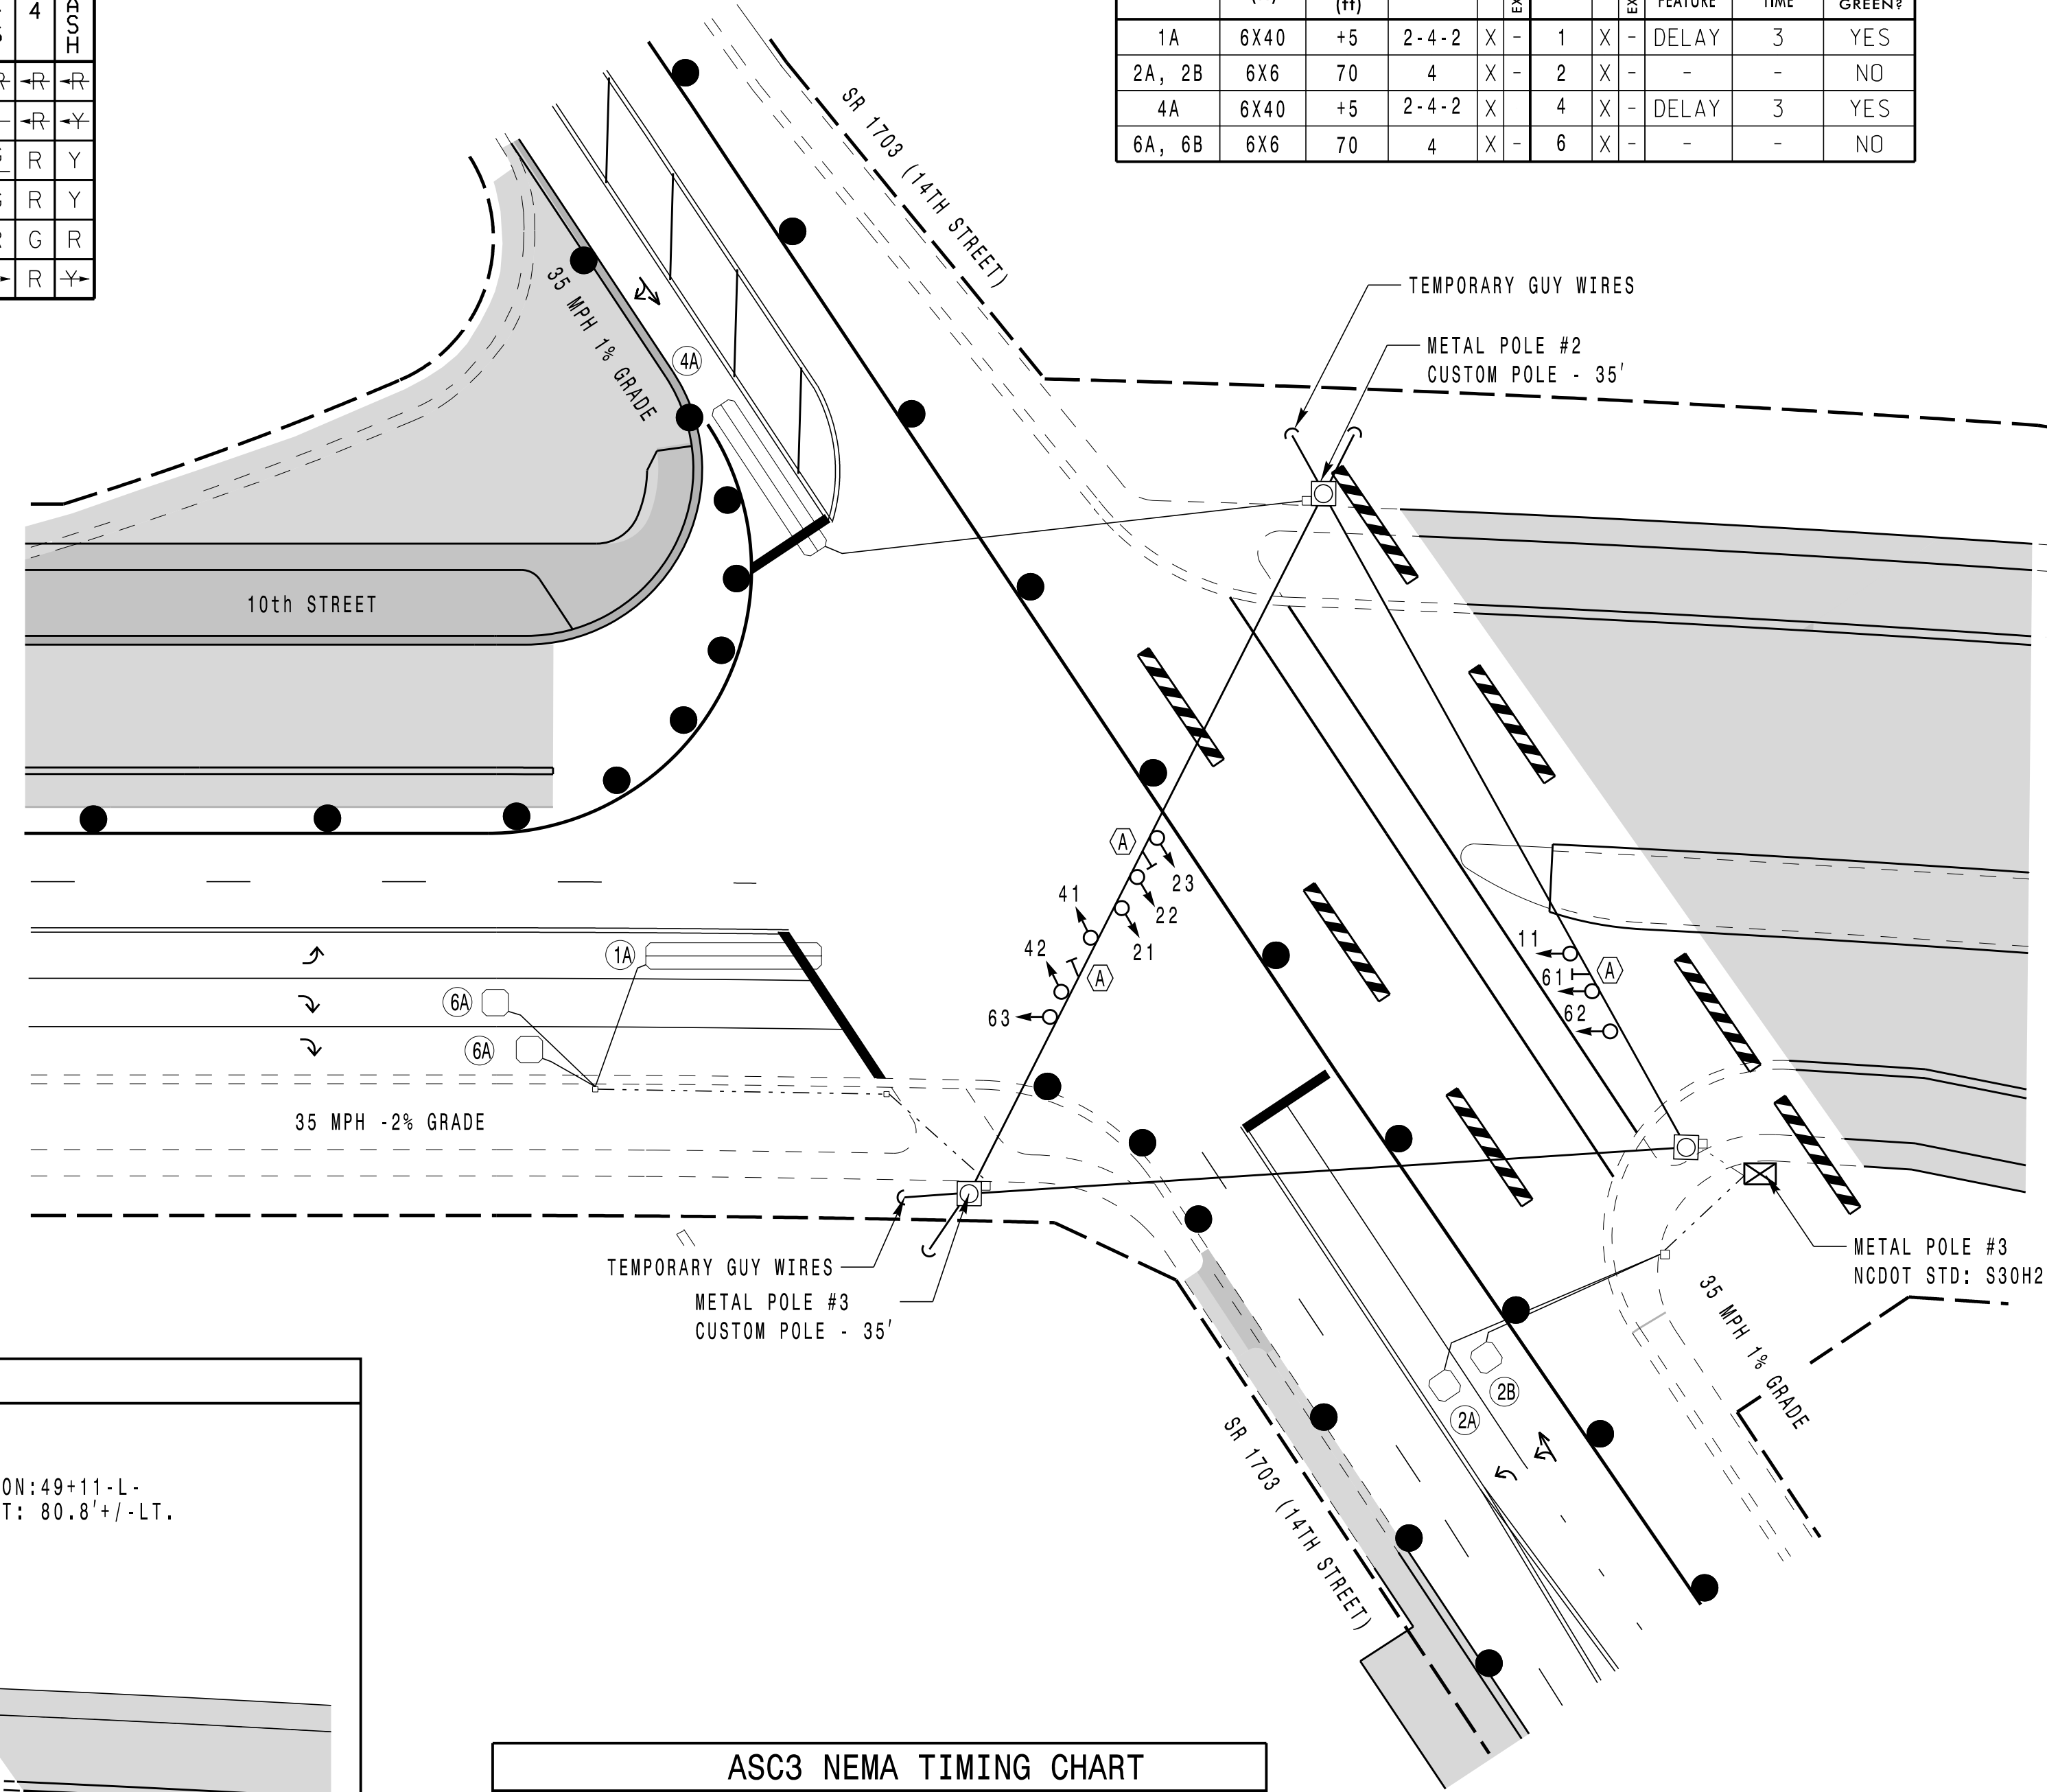 4
A
S
H
R R
R Y
R Y
R Y
G R
R Y
(ft)
FEATURE TIME GREEN?
1A 6X40 +5 2-4-2 X - 1 X - DELAY 3 YES
2A, 2B 6X6 70 4 X - 2 X - - - NO
4A 6X40 +5 2-4-2 X 4 X - DELAY 3 YES
6A, 6B 6X6 70 4 X - 6 X - - - NO
SR 1703 (14TH STREET)
TEMPORARY GUY WIRES
METAL POLE #2
CUSTOM POLE - 35'
35 MPH 1% GRADE
4A
10th STREET
A
23
22
21
41
42
A
63
11
61
A
62
1A
6A
6A
35 MPH -2% GRADE
TEMPORARY GUY WIRES
METAL POLE #3
CUSTOM POLE - 35'
METAL POLE #3
NCDOT STD: S30H2
35 MPH 1% GRADE
2B
2A
SR 1703 (14TH STREET)
ON:49+11-L-
T: 80.8'+/-LT.
ASC3 NEMA TIMING CHART